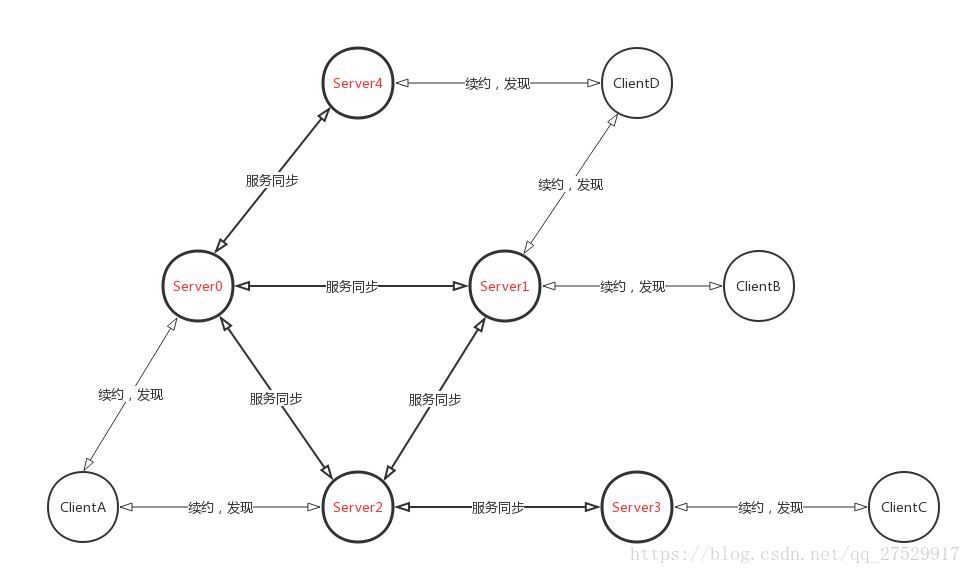 Server4
续约，发现
ClientD
服务同步
续约，发现
Server0
服务同步
Server1
续约，发现
ClientB
续约，发现
服务同步
服务同步
ClientA
续约，发现
Server2
服务同步
Server3
续约，发现
ClientC
https://blog.csdn.net/qq_27529917